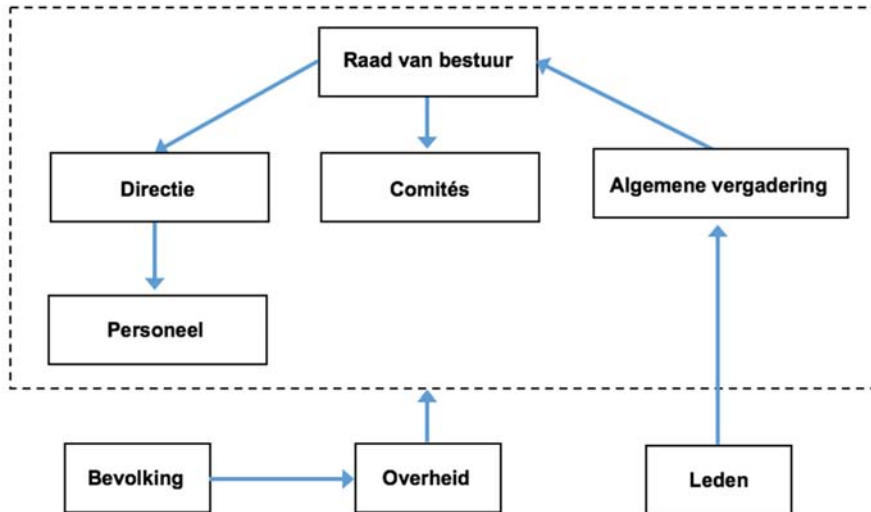 Raad van bestuur
Directie
Comités
Algemene vergadering
Personeel
Bevolking
Overheid
Leden